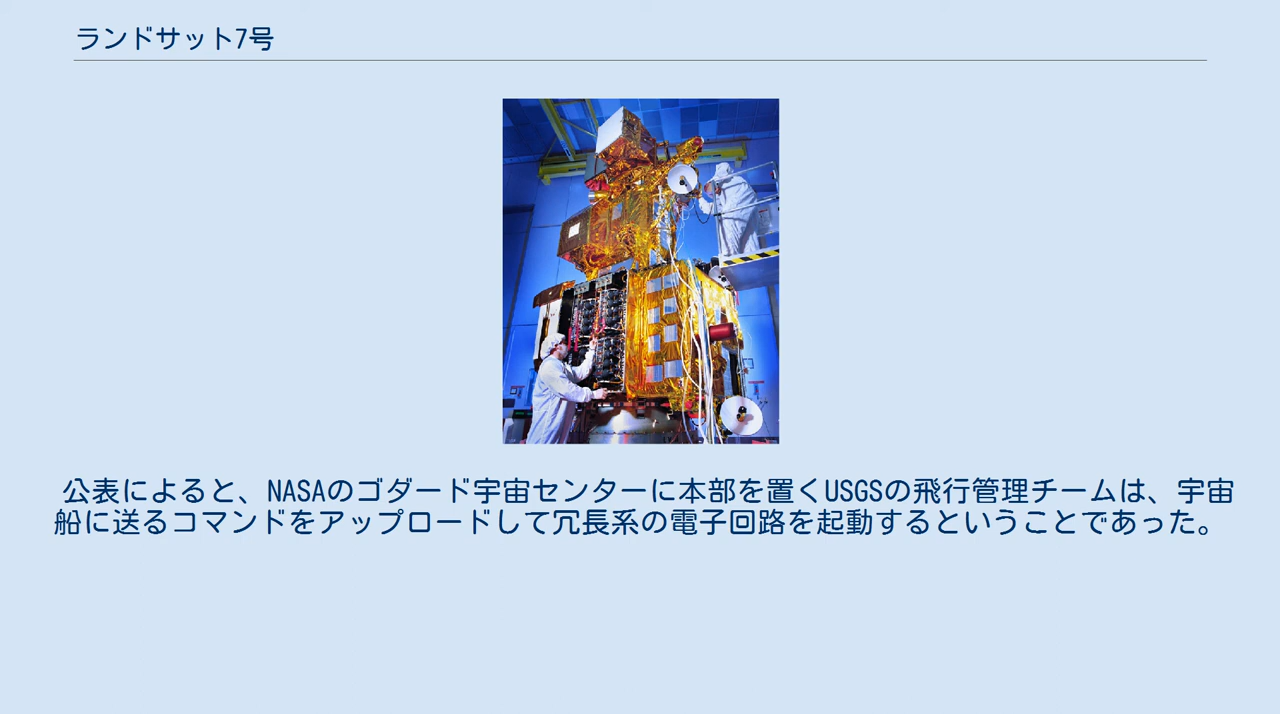 ランドサット7号
公表によると、NASAのゴダード宇宙センターに本部を置くUSGSの飛行管理チームは、宇宙
船に送るコマンドをアップロードして冗長系の電子回路を起動するということであった。